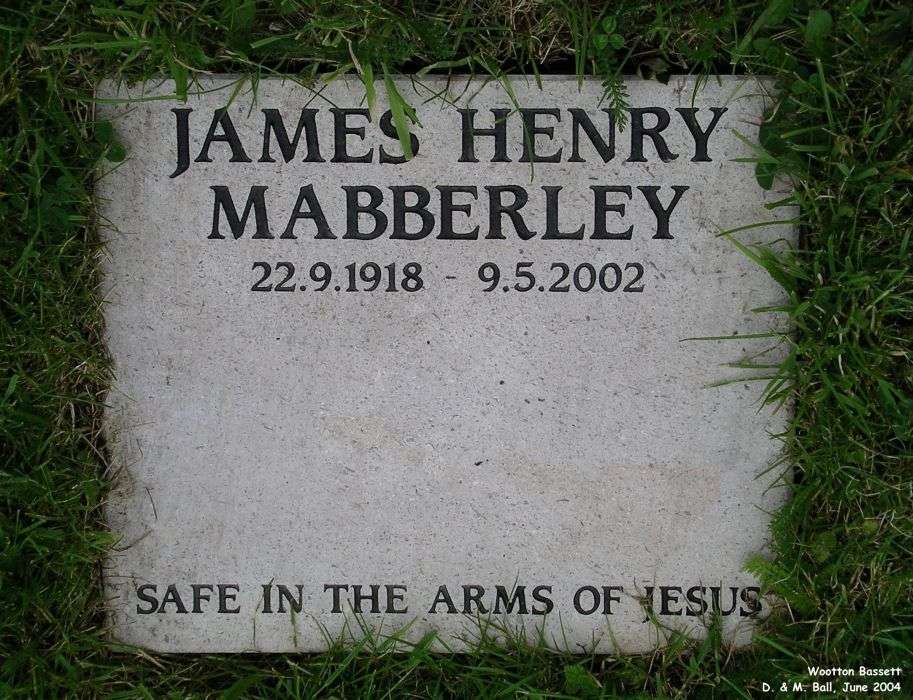 JAMES HENRY
MABBERLEY
22.9.1918 - 9.5.2002
SAFE IN THE ARMS OF JESUS
Wootton Bassett
D. & M. Ball, June 2004